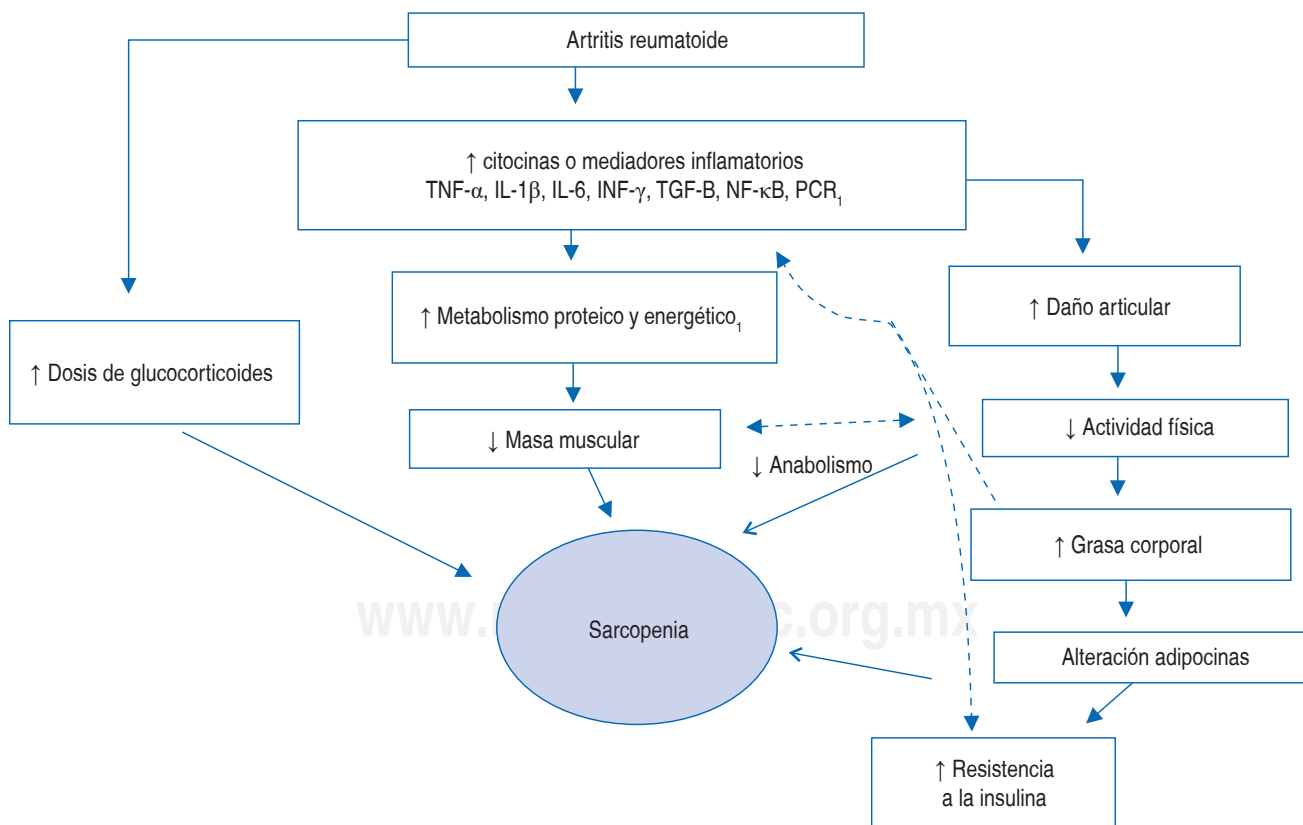 Artritis reumatoide
↑ citocinas o mediadores inflamatorios
TNF-α, IL-1β, IL-6, INF-γ, TGF-B, NF-κB, PCR₁
↑ Metabolismo proteico y energético₁
↑ Daño articular
↑ Dosis de glucocorticoides
↓ Masa muscular
↓ Actividad física
↓ Anabolismo
↑ Grasa corporal
Sarcopenia
Alteración adipocinas
↑ Resistencia
a la insulina